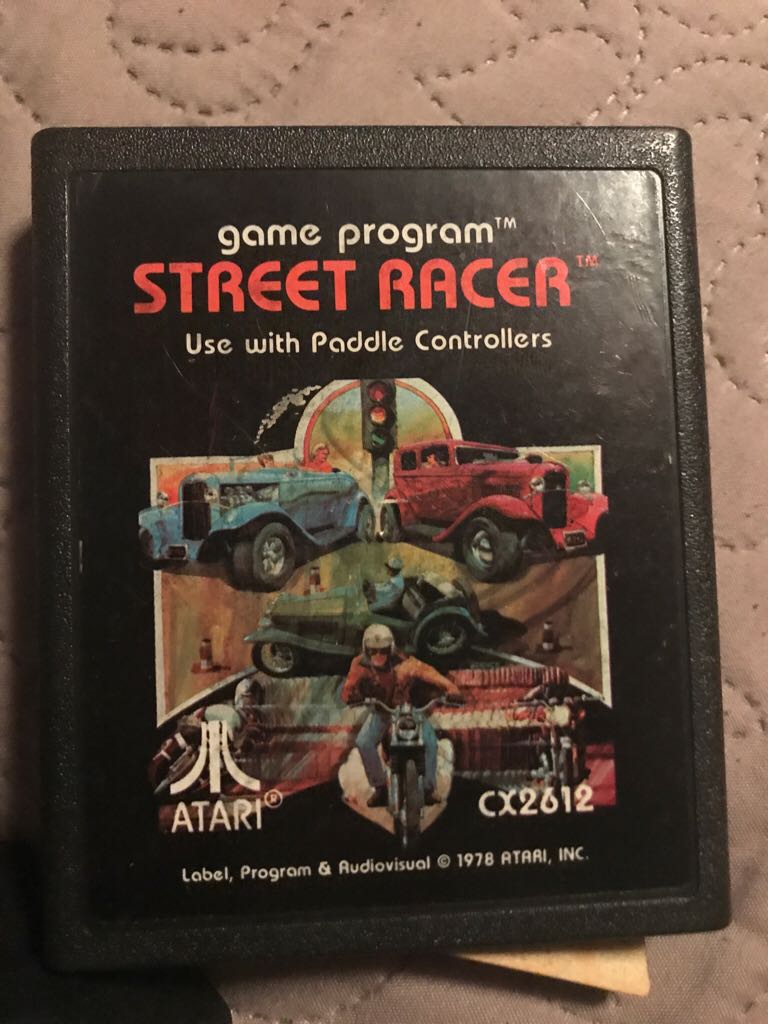 game program™
STREET RACER™
Use with Paddle Controllers
ATARI®
CX2612
Label, Program & Audiovisual © 1978 ATARI, INC.